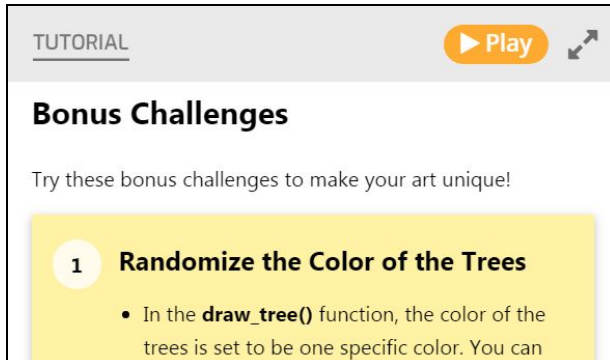 TUTORIAL
Play
Bonus Challenges
Try these bonus challenges to make your art unique!
1 Randomize the Color of the Trees
• In the draw_tree() function, the color of the
trees is set to be one specific color. You can